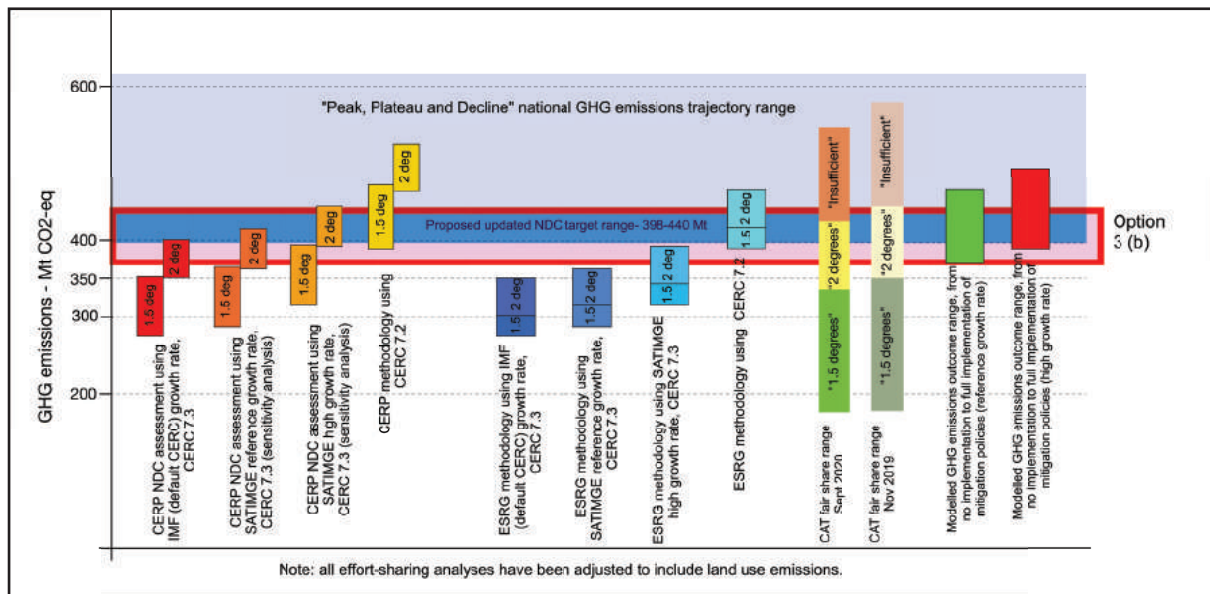 600
"Peak, Plateau and Decline" national GHG emissions trajectory range
GHG emissions - Mt CO2-eq
400
350
300
200
Proposed updated NDC target range- 398-440 Mt
Option
3 (b)
1.5 deg
2 deg
1.5 deg
2 deg
1.5 deg
2 deg
1.5 deg
2 deg
1.5 2 deg
1.5 2 deg
1.5 2 deg
1.5 2 deg
"1.5 degrees"
"2 degrees"
"Insufficient"
"1.5 degrees"
"2 degrees"
"Insufficient"
CERP NDC assessment using
IMF (default CERC) growth rate,
CERC 7.3
CERP NDC assessment using
SATIMGE reference growth rate,
CERC 7.3 (sensitivity analysis)
CERP NDC assessment using
SATIMGE high growth rate,
CERC 7.3 (sensitivity analysis)
CERP methodology using
CERC 7.2
ESRG methodology using IMF
(default CERC) growth rate,
CERC 7.3
ESRG methodology using
SATIMGE reference growth rate,
CERC 7.3
ESRG methodology using SATIMGE
high growth rate, CERC 7.3
ESRG methodology using CERC 7.2
CAT fair share range
Sept 2020
CAT fair share range
Nov 2019
Modelled GHG emissions outcome range, from
no implementation to full implementation of
mitigation policies (reference growth rate)
Modelled GHG emissions outcome range, from
no implementation to full implementation of
mitigation policies (high growth rate)
Note: all effort-sharing analyses have been adjusted to include land use emissions.